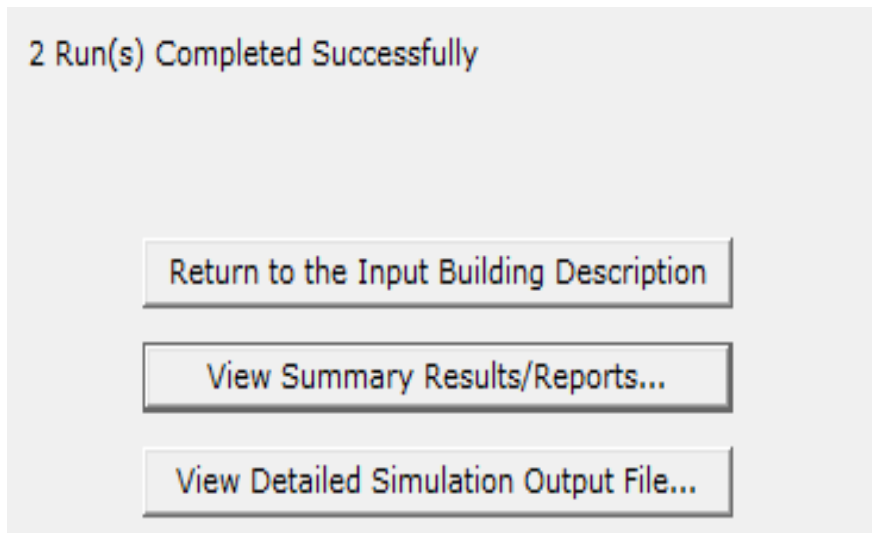 2 Run(s) Completed Successfully
Return to the Input Building Description
View Summary Results/Reports...
View Detailed Simulation Output File...